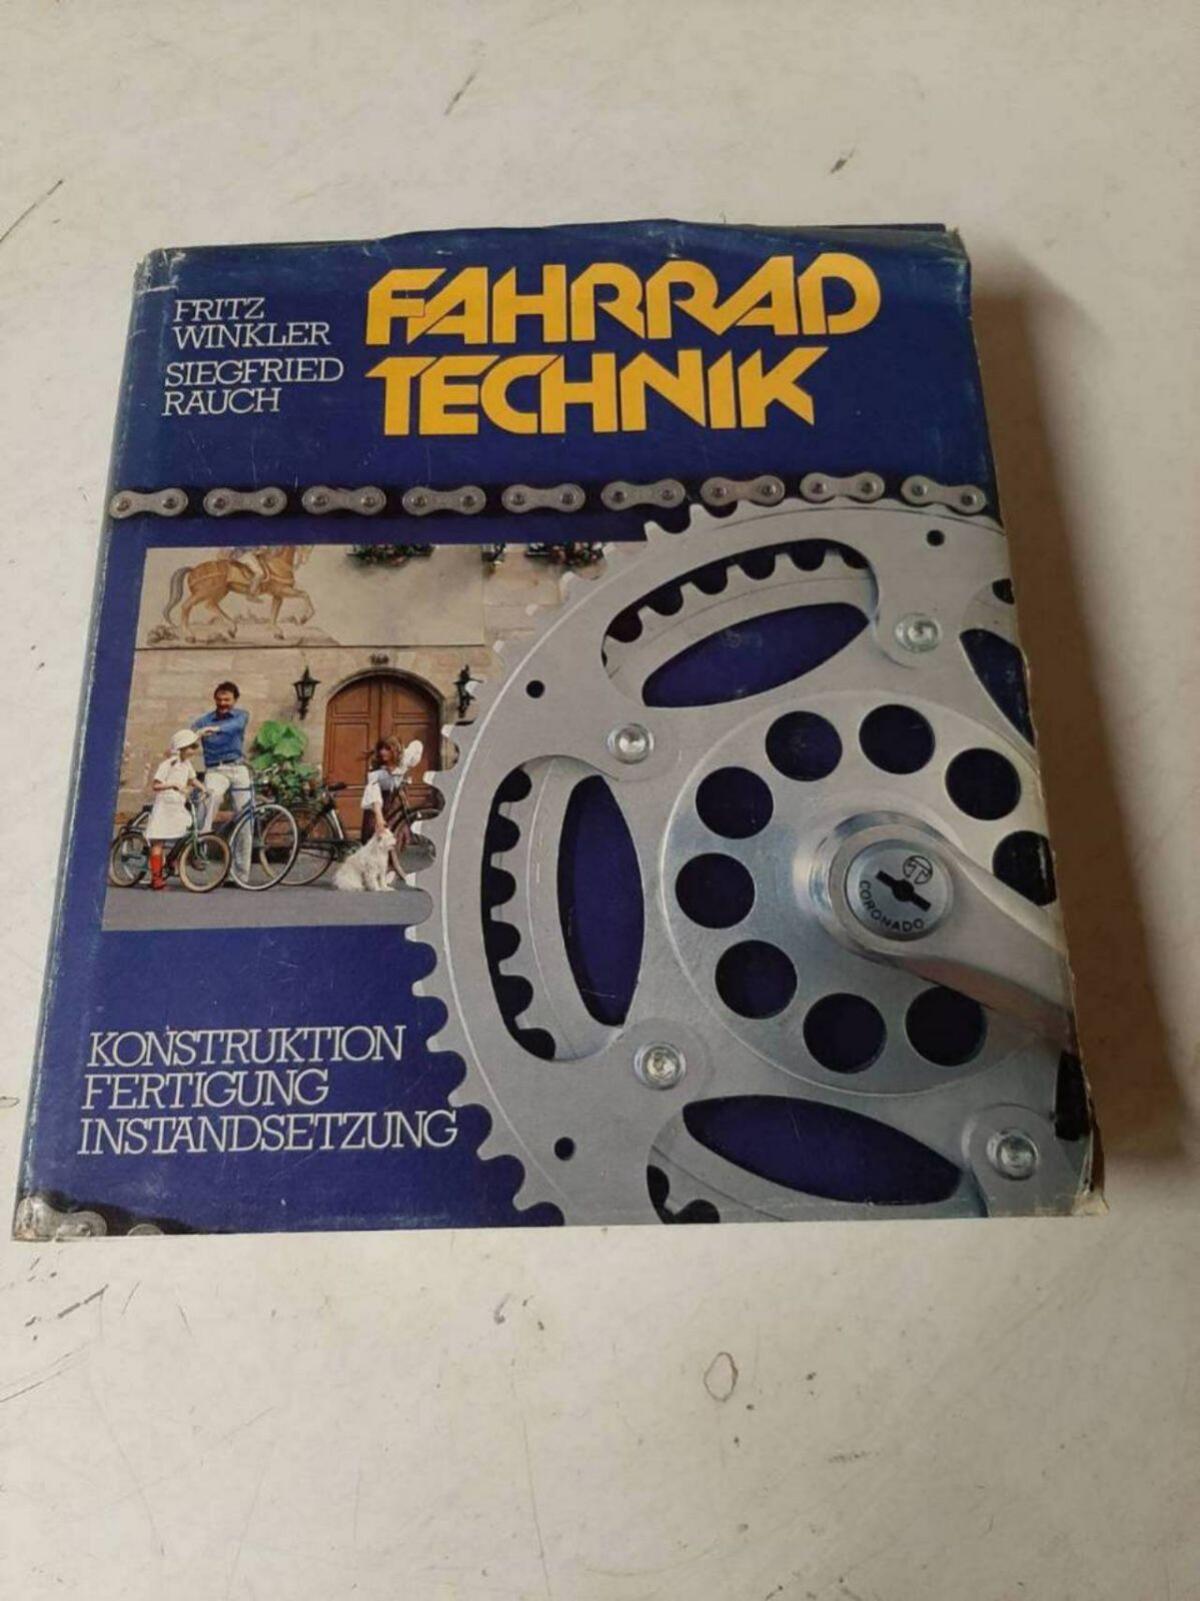 FRITZ
WINKLER
SIEGFRIED
RAUCH
FAHRRAD
TECHNIK
CORONADO
KONSTRUKTION
FERTIGUNG
INSTANDSETZUNG